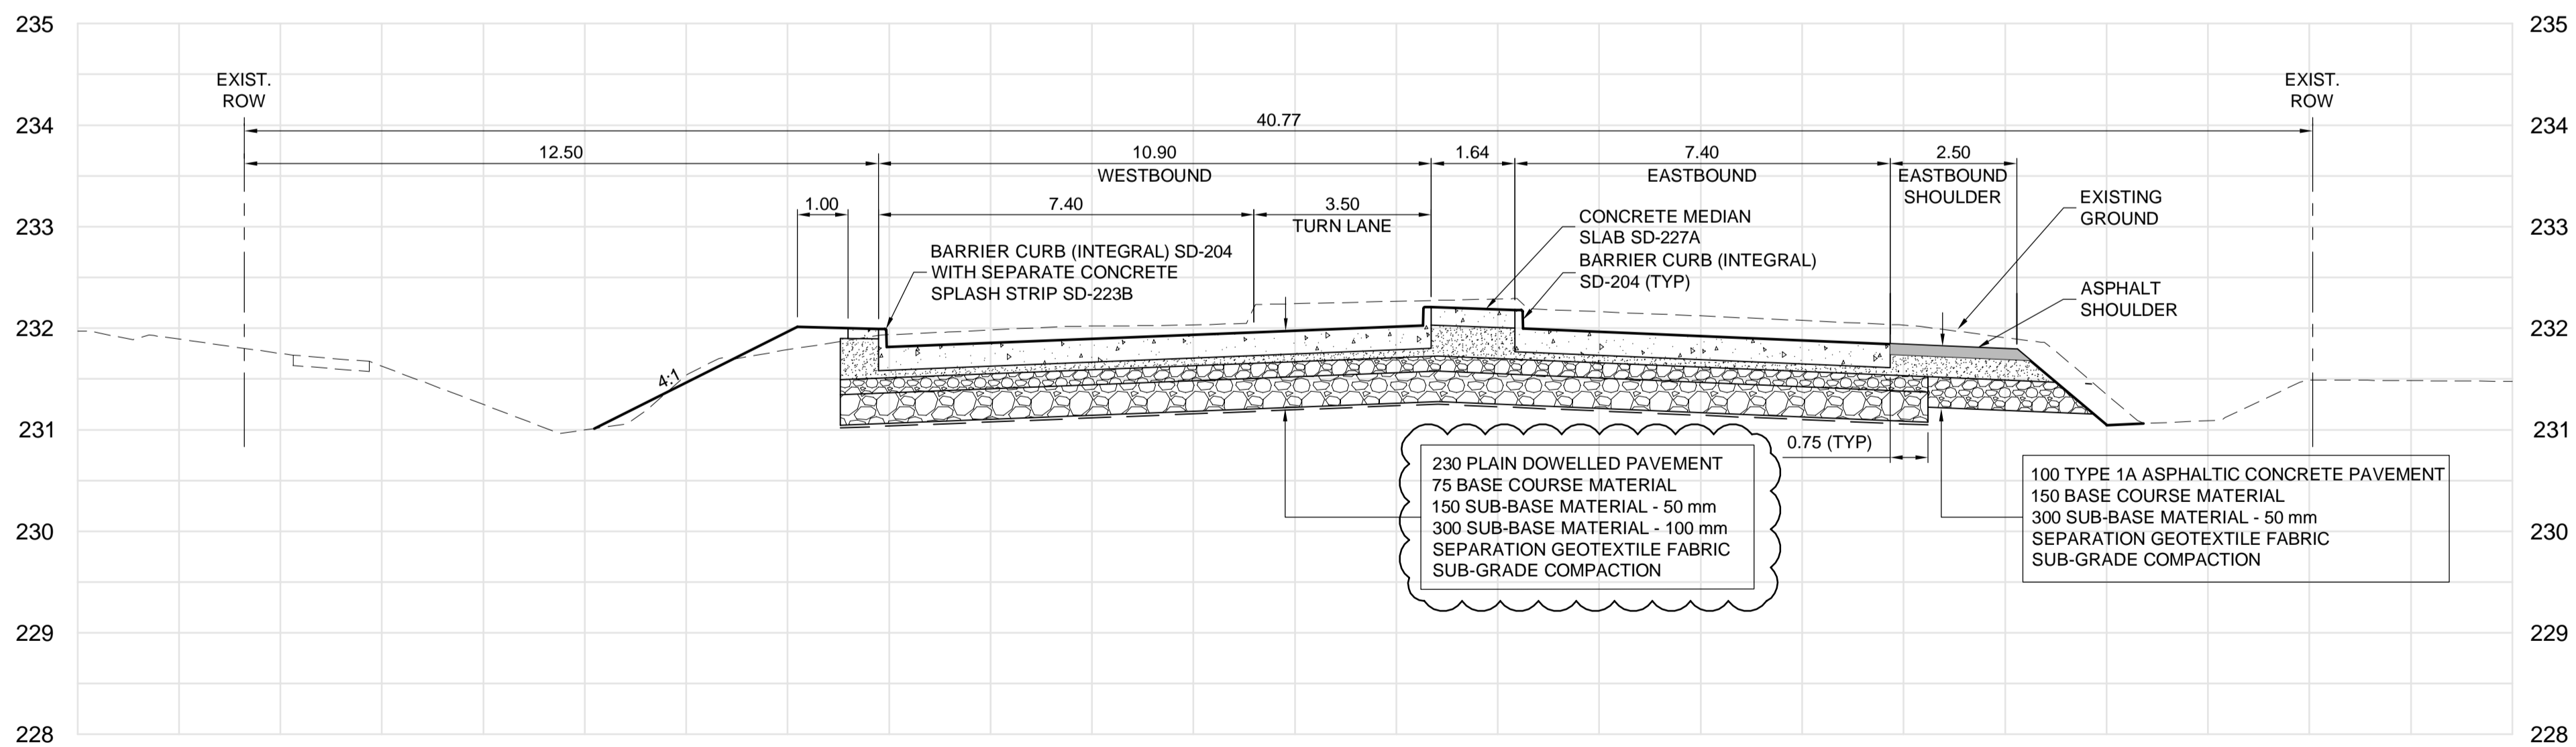 235
235
EXIST.
ROW
EXIST.
ROW
40.77
234
234
12.50
10.90
1.64
7.40
2.50
WESTBOUND
EASTBOUND
EASTBOUND
SHOULDER
1.00
7.40
3.50
TURN LANE
CONCRETE MEDIAN
SLAB SD-227A
EXISTING
GROUND
233
233
BARRIER CURB (INTEGRAL) SD-204
WITH SEPARATE CONCRETE
SPLASH STRIP SD-223B
BARRIER CURB (INTEGRAL)
SD-204 (TYP)
ASPHALT
SHOULDER
232
232
4:1
231
231
0.75 (TYP)
230 PLAIN DOWELLED PAVEMENT
75 BASE COURSE MATERIAL
150 SUB-BASE MATERIAL - 50 mm
300 SUB-BASE MATERIAL - 100 mm
SEPARATION GEOTEXTILE FABRIC
SUB-GRADE COMPACTION
100 TYPE 1A ASPHALTIC CONCRETE PAVEMENT
150 BASE COURSE MATERIAL
300 SUB-BASE MATERIAL - 50 mm
SEPARATION GEOTEXTILE FABRIC
SUB-GRADE COMPACTION
230
230
229
229
228
228